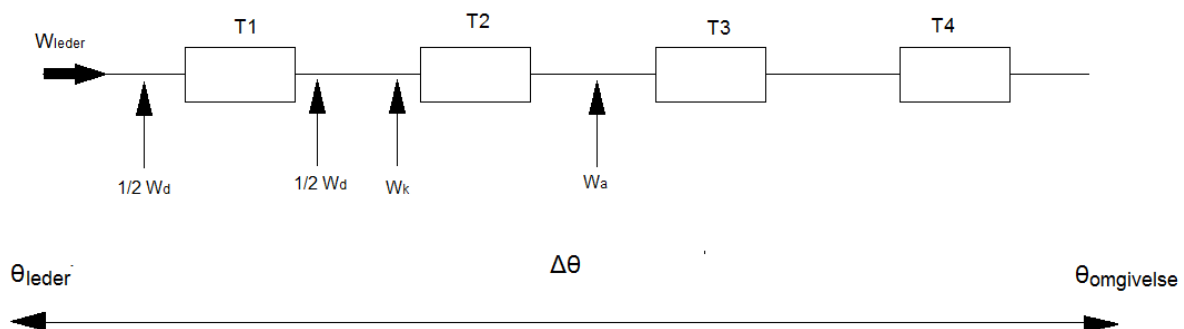 T1 T2 T3 T4
Wleder
1/2 Wd 1/2 Wd Wk Wa
θleder Δθ θomgivelse